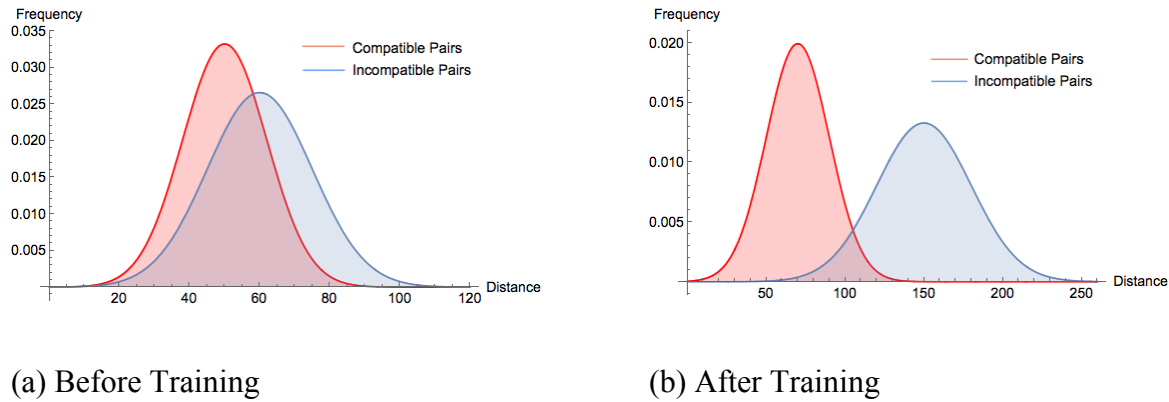 Frequency
0.035
0.030
0.025
0.020
0.015
0.010
0.005
20 40 60 80 100 120
Distance
Compatible Pairs
Incompatible Pairs
(a) Before Training
Frequency
0.020
0.015
0.010
0.005
50 100 150 200 250
Distance
Compatible Pairs
Incompatible Pairs
(b) After Training